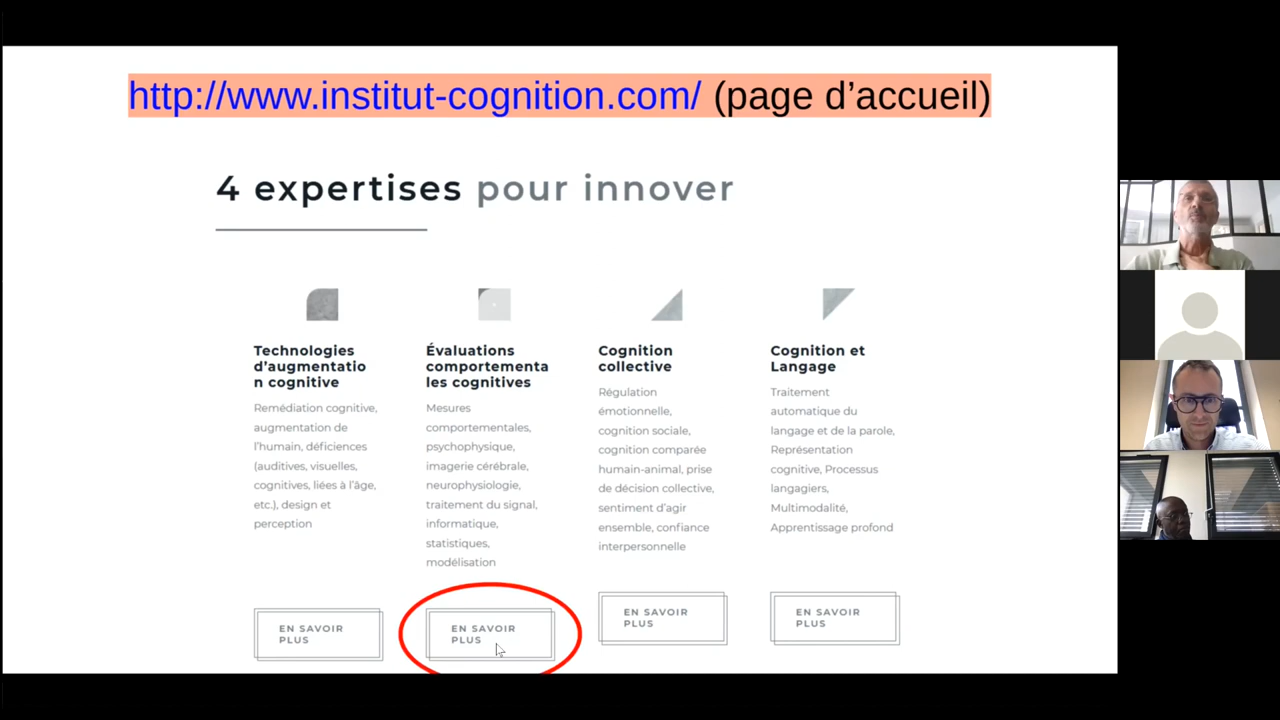 http://www.institut-cognition.com/ (page d’accueil)
4 expertises pour innover
Technologies
d’augmentatio
n cognitive
Remédiation cognitive,
augmentation de
l’humain, déficiences
(auditives, visuelles,
cognitives, liées à l’âge,
etc.), design et
perception
EN SAVOIR
PLUS
Évaluations
comportementa
les cognitives
Mesures
comportementales,
psychophysique,
imagerie cérébrale,
neurophysiologie,
traitement du signal,
informatique,
statistiques,
modélisation
EN SAVOIR
PLUS
Cognition
collective
Régulation
émotionnelle,
cognition sociale,
cognition comparée
humain-animal, prise
de décision collective,
sentiment d’agir
ensemble, confiance
interpersonnelle
EN SAVOIR
PLUS
Cognition et
Langage
Traitement
automatique du
langage et de la parole,
Représentation
cognitive, Processus
langagiers,
Multimodalité,
Apprentissage profond
EN SAVOIR
PLUS